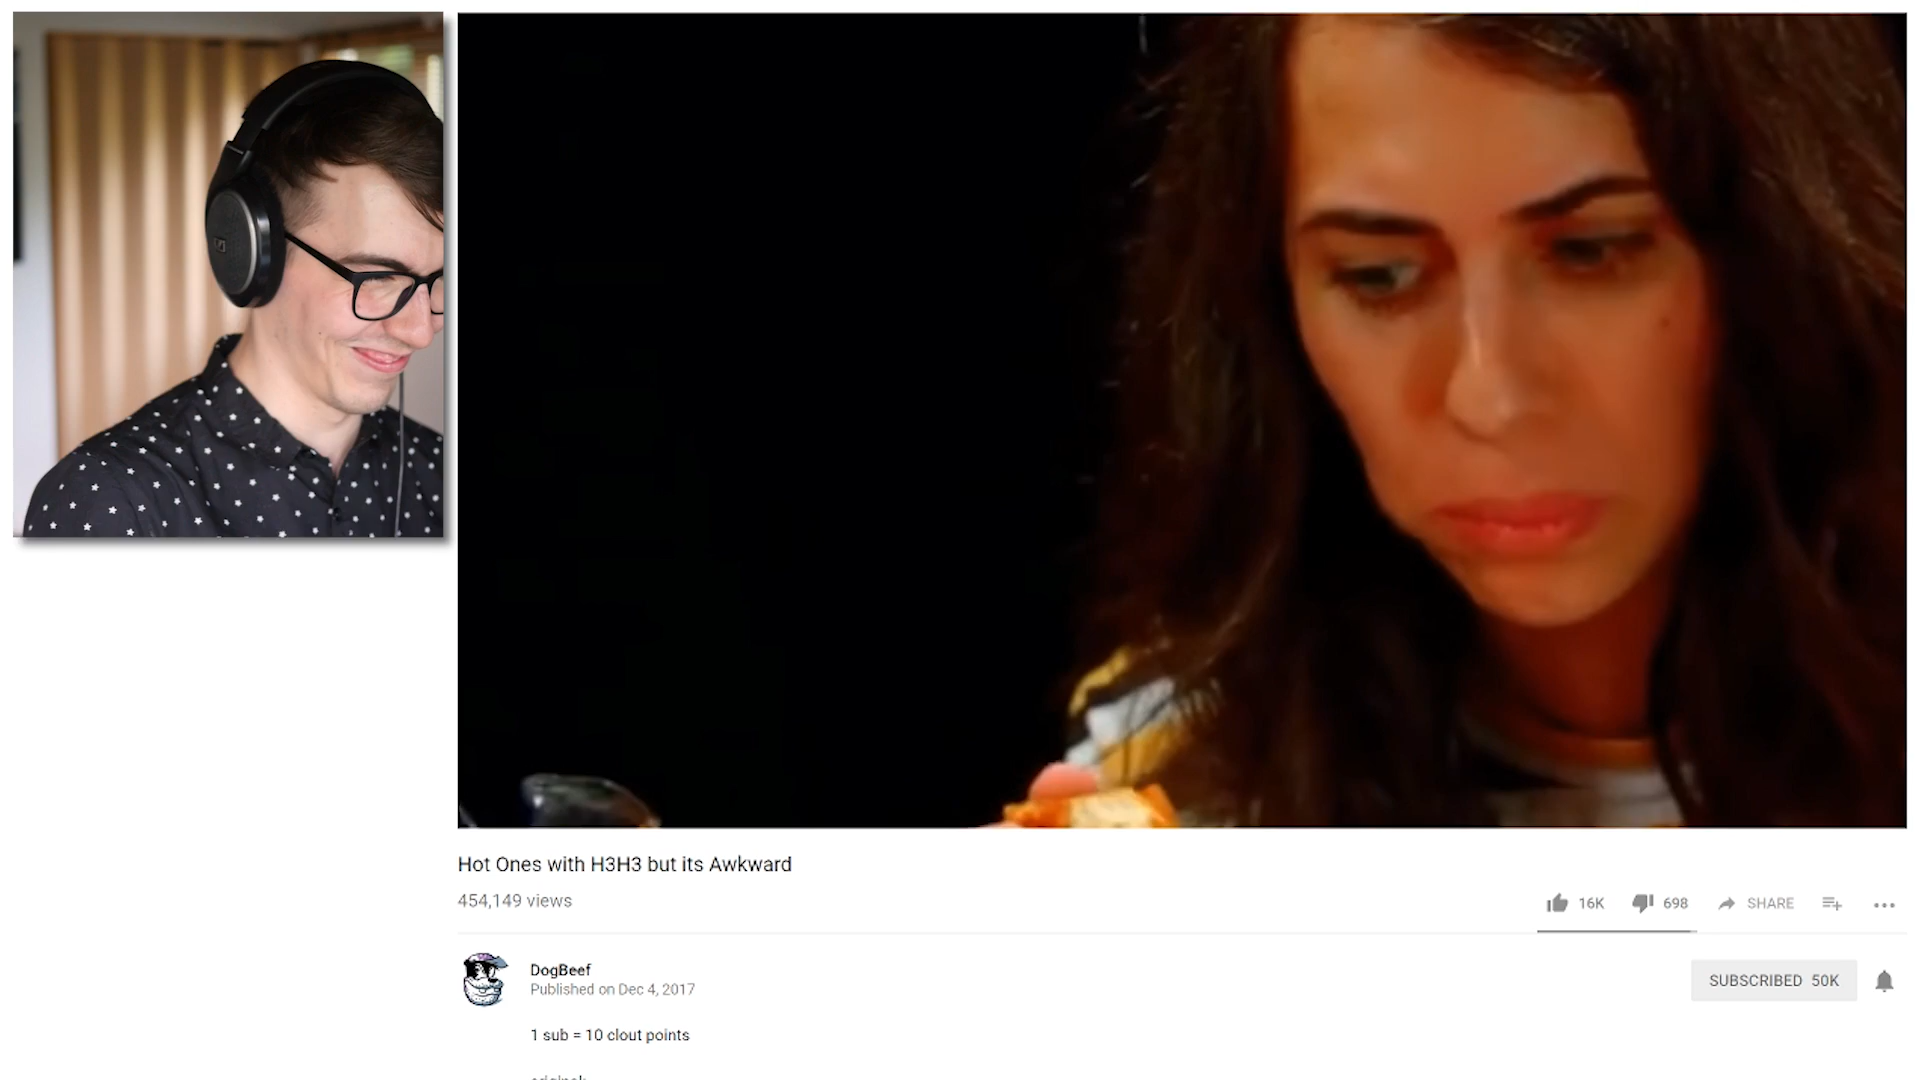 Hot Ones with H3H3 but its Awkward
454,149 views
16K 698 SHARE
DogBeef
Published on Dec 4, 2017
SUBSCRIBED 50K
1 sub = 10 clout points